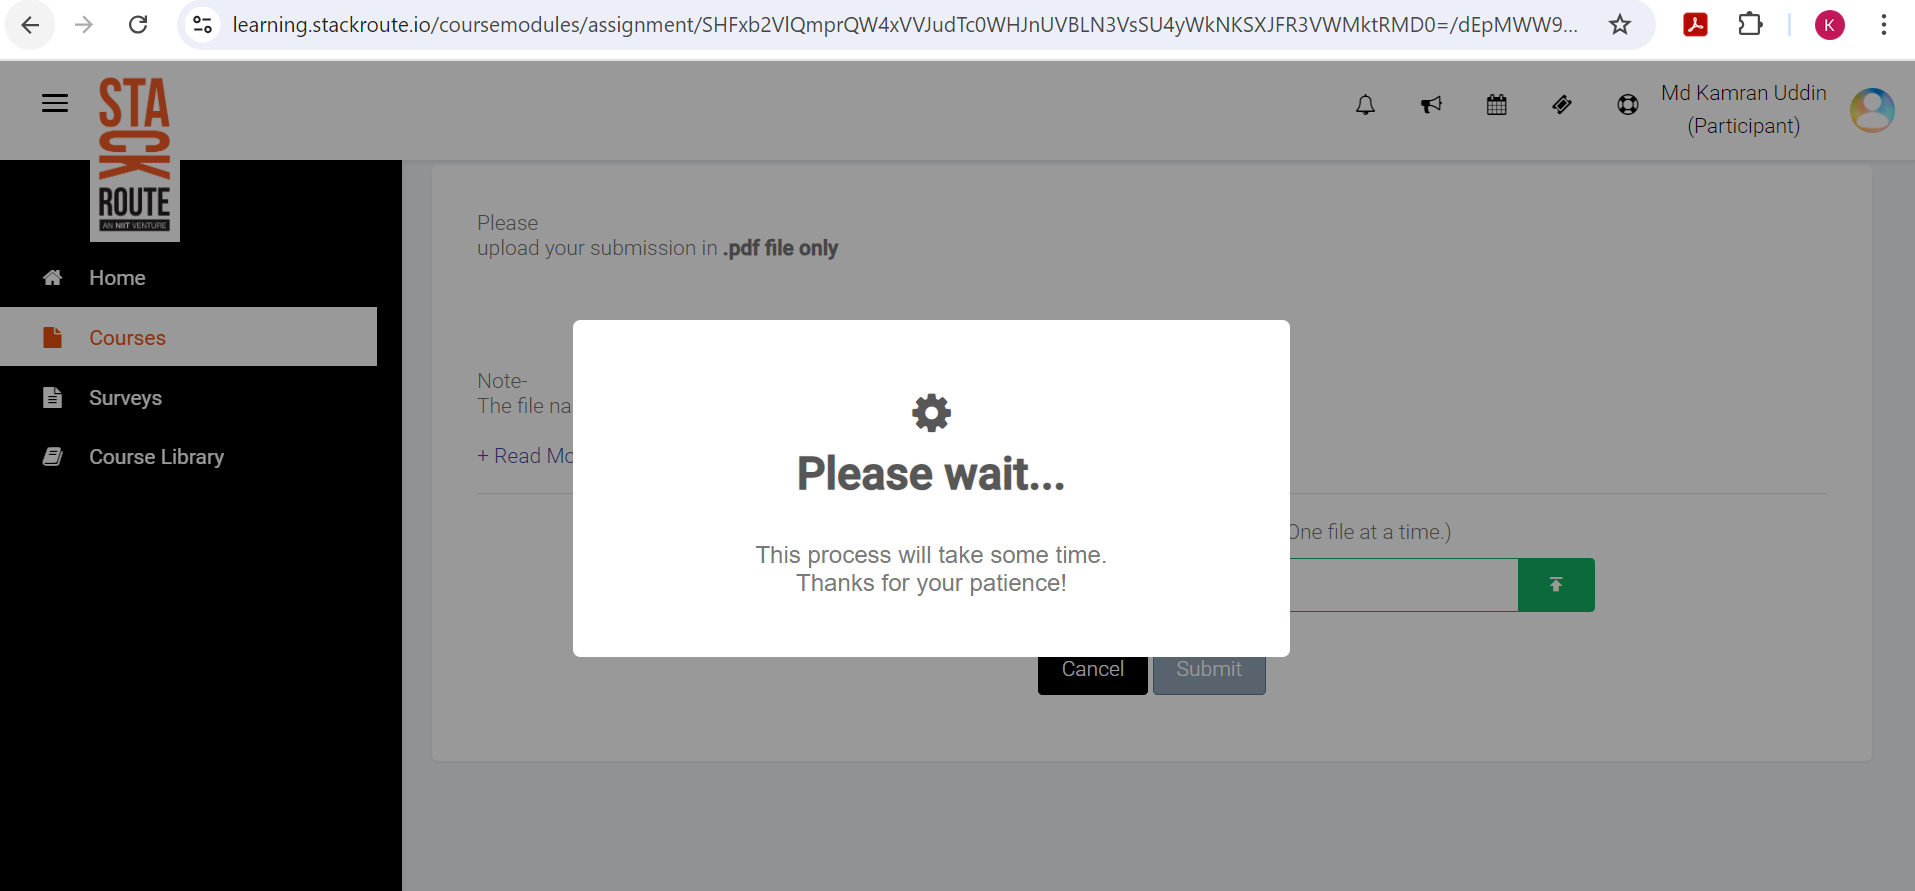 learning.stackroute.io/coursemodules/assignment/SHFxb2VlQmprQW4xVVJudTc0WHJnUVBLN3VsSU4yWkNKSXJFR3VWMktRMD0=/dEpMWW9...
K
STA
CK
ROUTE
AN NIIT VENTURE
Md Kamran Uddin
(Participant)
Home
Courses
Surveys
Course Library
Please
upload your submission in .pdf file only
Note-
The file na
+ Read Mo
Please wait...
This process will take some time.
Thanks for your patience!
One file at a time.)
Cancel
Submit